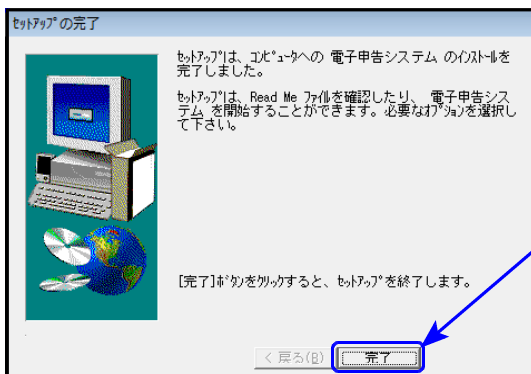 ｾｯﾄｱｯﾌﾟの完了
ｾｯﾄｱｯﾌﾟは、ｺﾝﾋﾟｭｰﾀへの 電子申告システム のｲﾝｽﾄｰﾙを
完了しました。
ｾｯﾄｱｯﾌﾟは、Read Me ﾌｧｲﾙを確認したり、 電子申告シス
テム を開始することができます。必要なｵﾌﾟｼｮﾝを選択し
て下さい。
[完了]ﾎﾞﾀﾝをｸﾘｯｸすると、ｾｯﾄｱｯﾌﾟを終了します。
< 戻る(B)
完了